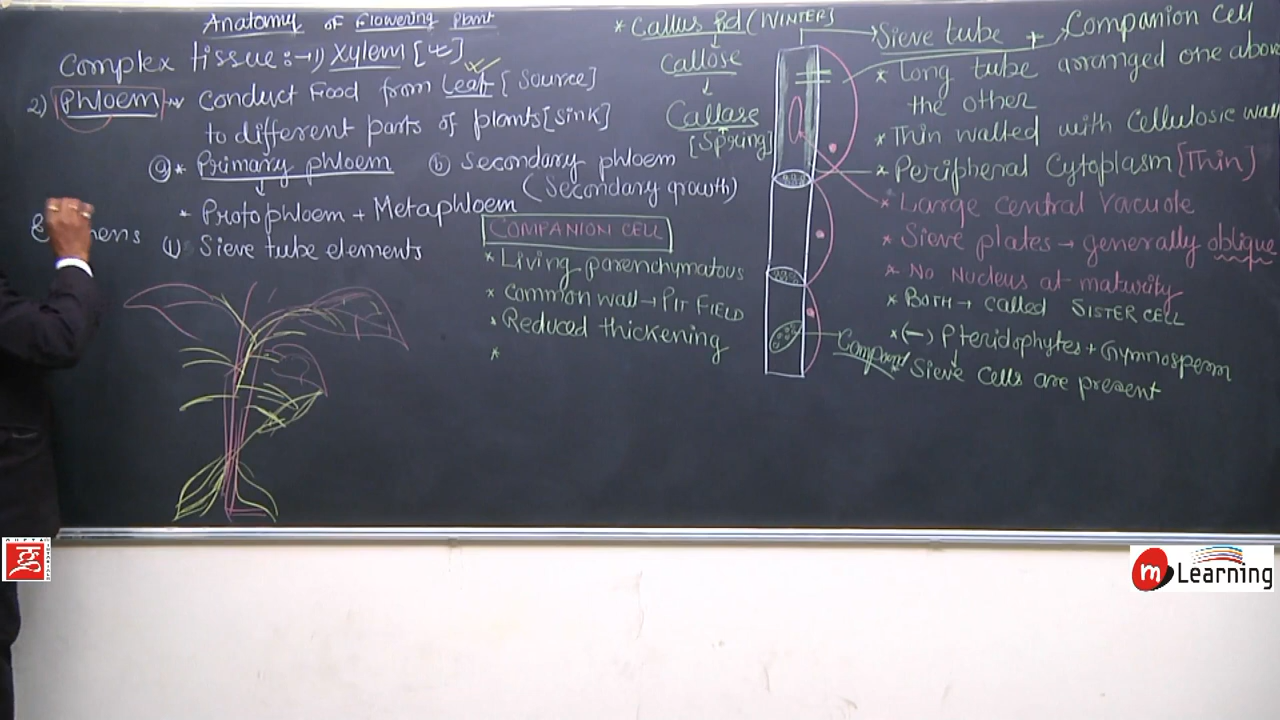 Anatomy of Flowering Plant
Complex tissue:→1) Xylem
2) Phloem → Conduct Food from Leaf [Source]
to different parts of plants [sink]
(a)* Primary phloem (b) Secondary phloem
(Secondary growth)
* Protophloem + Metaphloem
(1) Sieve tube elements
COMPANION CELL
* Living parenchymatous
* Common wall → PIT FIELD
* Reduced thickening
*
* Callus Pad (WINTER)
↓
Callose
↓
Callase
[Spring]
Sieve tube + Companion Cell
* Long tube arranged one above
the other
* Thin walled with Cellulosic wall
* Peripheral Cytoplasm [Thin]
* Large central Vacuole
* Sieve plates → generally oblique
* No Nucleus at maturity
* BOTH → called SISTER CELL
* (-) Pteridophytes + Gymnosperm
↓
Sieve Cells are present
m Learning